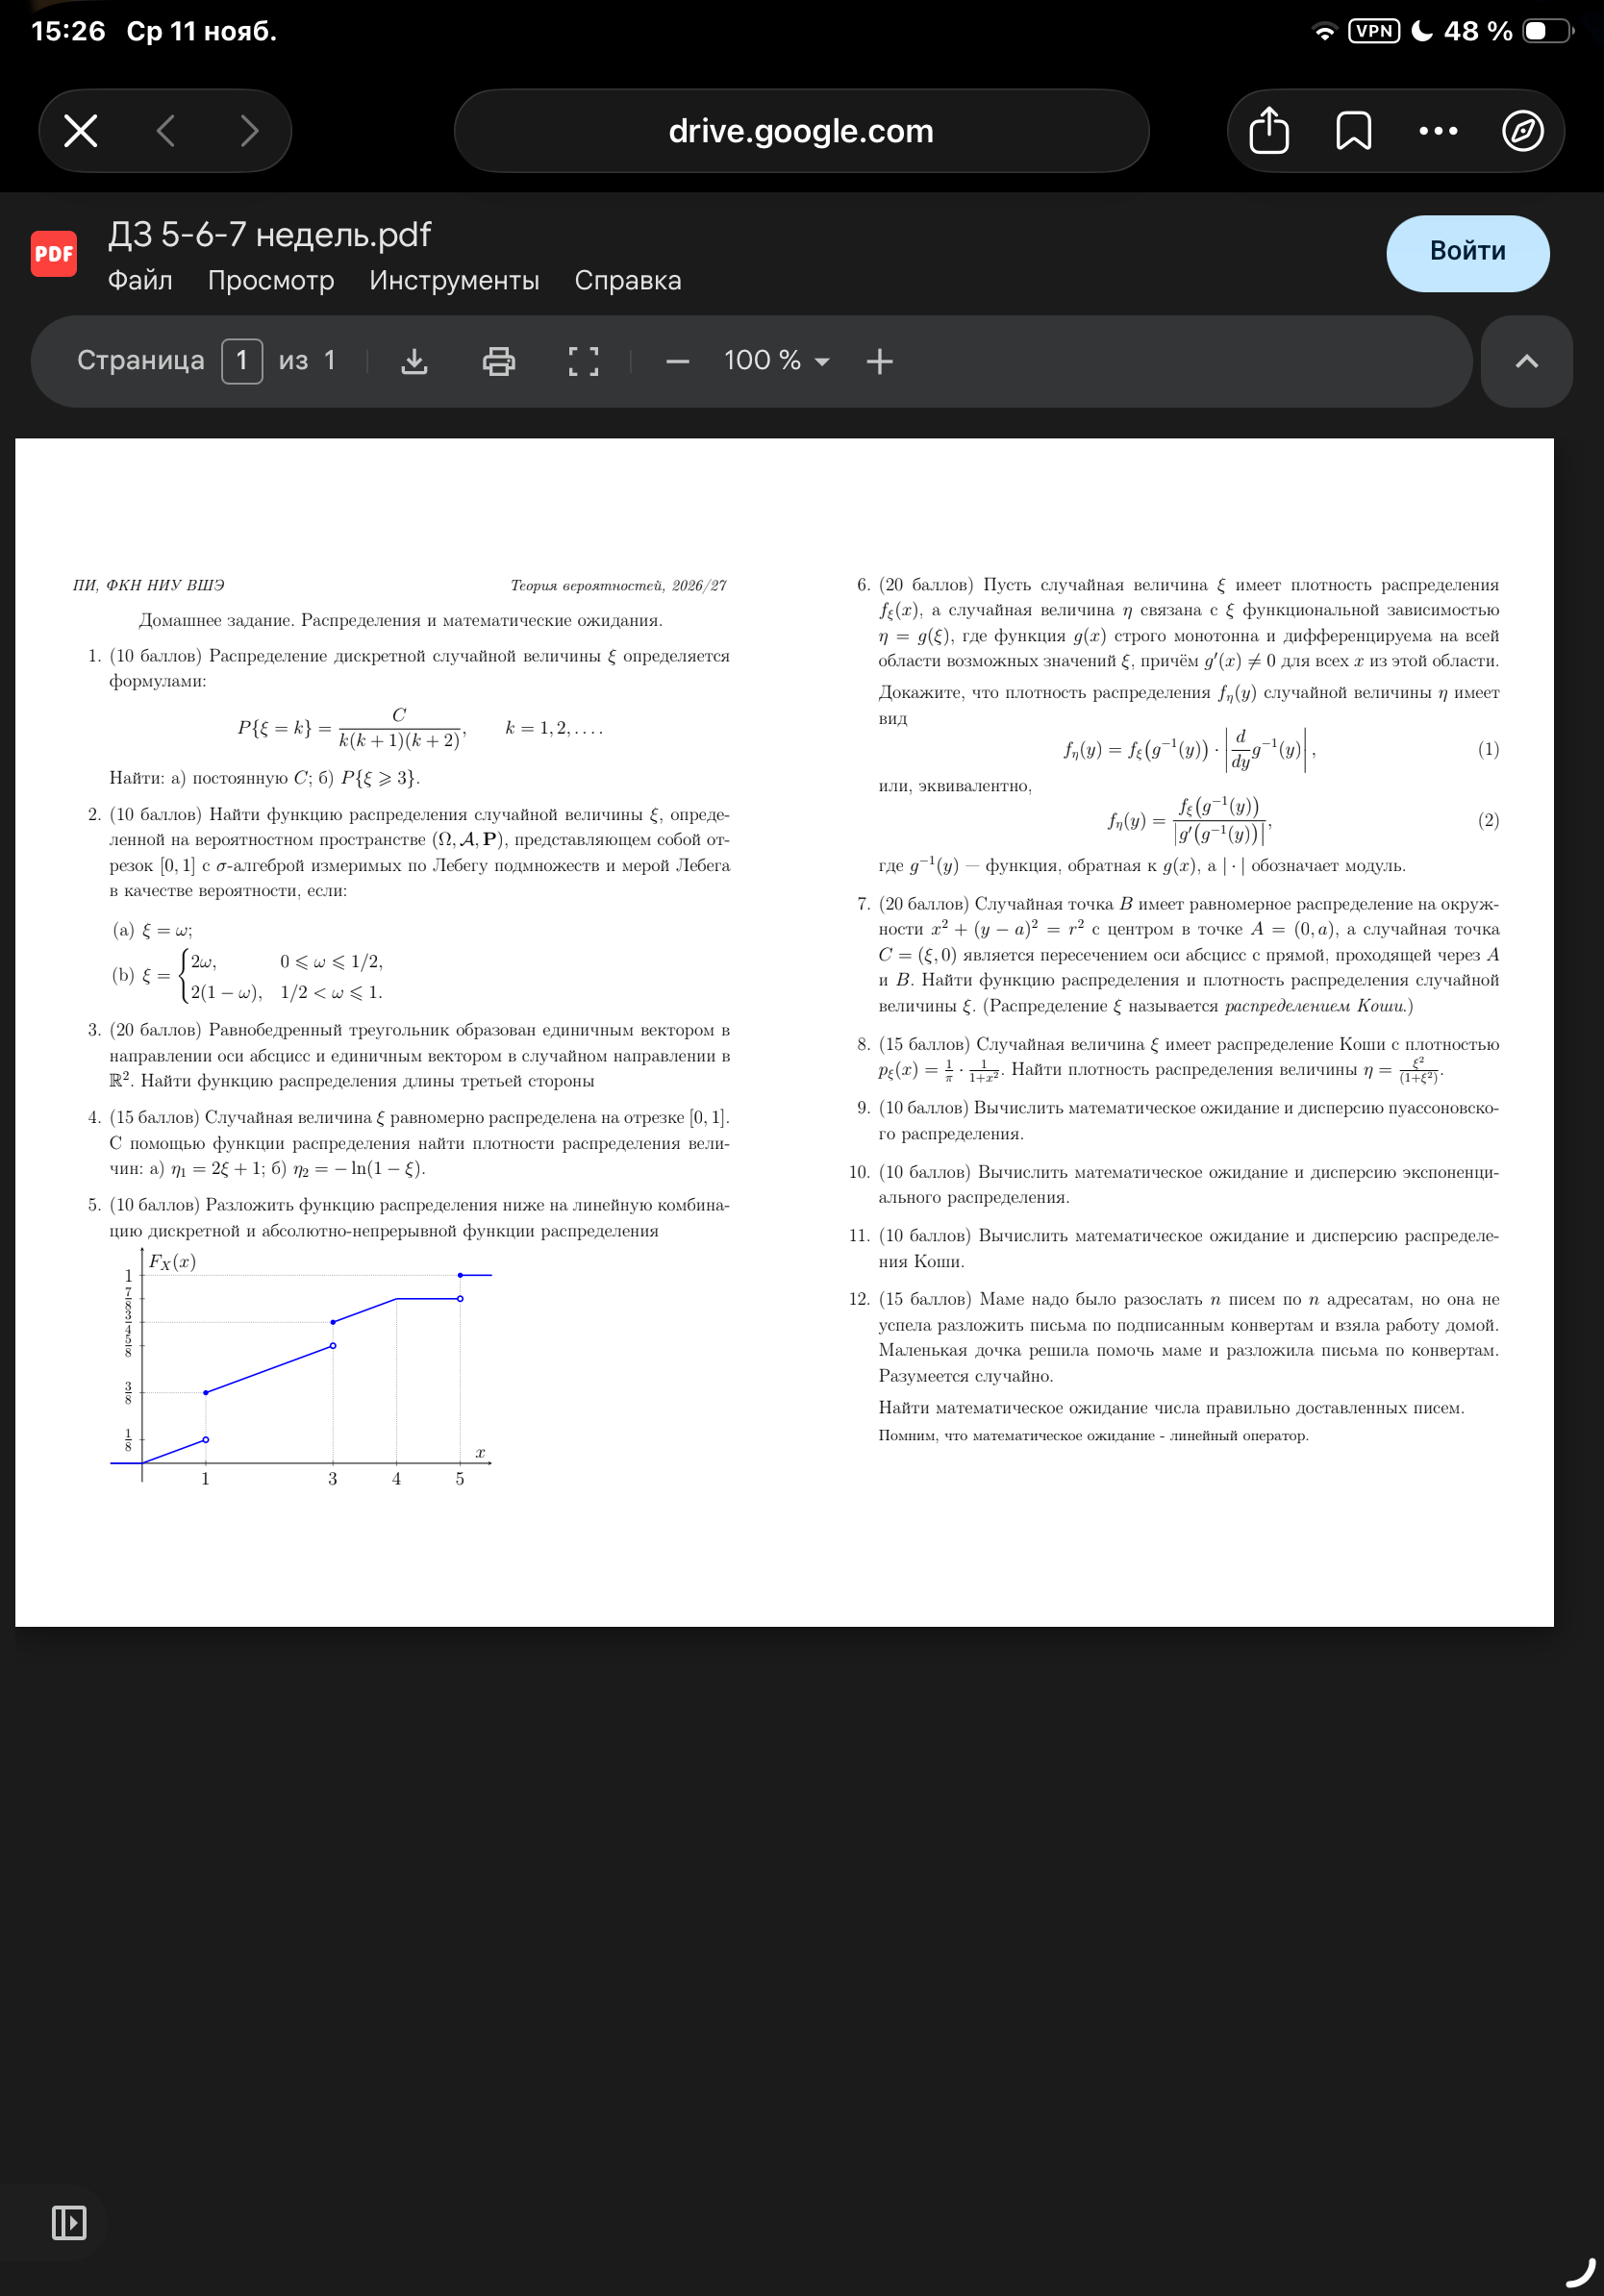 15:26 Ср 11 нояб.
VPN 48 %
drive.google.com
PDF
ДЗ 5-6-7 недель.pdf
Файл Просмотр Инструменты Справка
Войти
Страница 1 из 1 100 %
ПИ, ФКН НИУ ВШЭ Теория вероятностей, 2026/27
Домашнее задание. Распределения и математические ожидания.
1. (10 баллов) Распределение дискретной случайной величины ξ определяется
формулами:
P{ξ = k} = C / (k(k + 1)(k + 2)), k = 1, 2, . . . .
Найти: а) постоянную C; б) P{ξ ⩾ 3}.
2. (10 баллов) Найти функцию распределения случайной величины ξ, опреде-
ленной на вероятностном пространстве (Ω, 𝒜, P), представляющем собой от-
резок [0, 1] с σ-алгеброй измеримых по Лебегу подмножеств и мерой Лебега
в качестве вероятности, если:
(a) ξ = ω;
(b) ξ = { 2ω, 0 ⩽ ω ⩽ 1/2,
2(1 − ω), 1/2 < ω ⩽ 1.
3. (20 баллов) Равнобедренный треугольник образован единичным вектором в
направлении оси абсцисс и единичным вектором в случайном направлении в
ℝ². Найти функцию распределения длины третьей стороны
4. (15 баллов) Случайная величина ξ равномерно распределена на отрезке [0, 1].
С помощью функции распределения найти плотности распределения вели-
чин: а) η₁ = 2ξ + 1; б) η₂ = − ln(1 − ξ).
5. (10 баллов) Разложить функцию распределения ниже на линейную комбина-
цию дискретной и абсолютно-непрерывной функции распределения
F_X(x)
1
7/8
3/4
5/8
3/8
1/8
x
1 3 4 5
6. (20 баллов) Пусть случайная величина ξ имеет плотность распределения
f_ξ(x), а случайная величина η связана с ξ функциональной зависимостью
η = g(ξ), где функция g(x) строго монотонна и дифференцируема на всей
области возможных значений ξ, причём g′(x) ≠ 0 для всех x из этой области.
Докажите, что плотность распределения f_η(y) случайной величины η имеет
вид
f_η(y) = f_ξ(g⁻¹(y)) · |d/dy g⁻¹(y)|, (1)
или, эквивалентно,
f_η(y) = f_ξ(g⁻¹(y)) / |g′(g⁻¹(y))|, (2)
где g⁻¹(y) — функция, обратная к g(x), а | · | обозначает модуль.
7. (20 баллов) Случайная точка B имеет равномерное распределение на окруж-
ности x² + (y − a)² = r² с центром в точке A = (0, a), а случайная точка
C = (ξ, 0) является пересечением оси абсцисс с прямой, проходящей через A
и B. Найти функцию распределения и плотность распределения случайной
величины ξ. (Распределение ξ называется распределением Коши.)
8. (15 баллов) Случайная величина ξ имеет распределение Коши с плотностью
p_ξ(x) = 1/π · 1/(1+x²). Найти плотность распределения величины η = ξ²/(1+ξ²).
9. (10 баллов) Вычислить математическое ожидание и дисперсию пуассоновско-
го распределения.
10. (10 баллов) Вычислить математическое ожидание и дисперсию экспоненци-
ального распределения.
11. (10 баллов) Вычислить математическое ожидание и дисперсию распределе-
ния Коши.
12. (15 баллов) Маме надо было разослать n писем по n адресатам, но она не
успела разложить письма по подписанным конвертам и взяла работу домой.
Маленькая дочка решила помочь маме и разложила письма по конвертам.
Разумеется случайно.
Найти математическое ожидание числа правильно доставленных писем.
Помним, что математическое ожидание - линейный оператор.